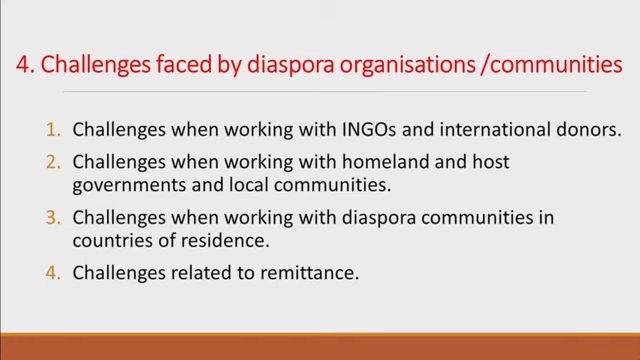 4. Challenges faced by diaspora organisations /communities
1. Challenges when working with INGOs and international donors.
2. Challenges when working with homeland and host
governments and local communities.
3. Challenges when working with diaspora communities in
countries of residence.
4. Challenges related to remittance.